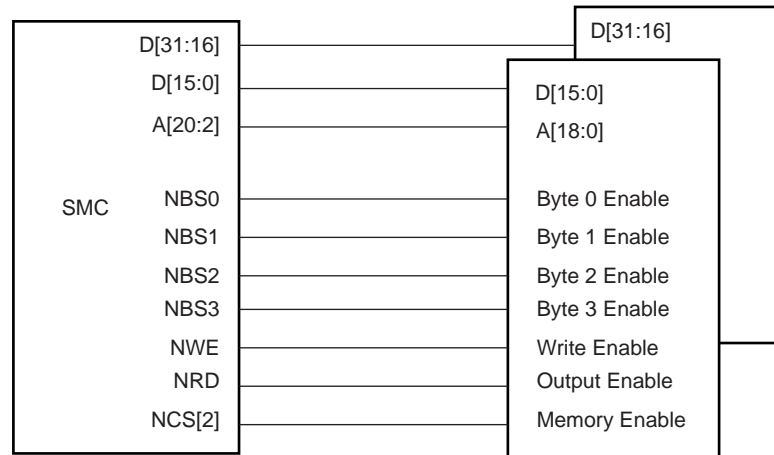 D[31:16] D[31:16]
D[15:0] D[15:0]
A[20:2] A[18:0]
SMC
NBS0 Byte 0 Enable
NBS1 Byte 1 Enable
NBS2 Byte 2 Enable
NBS3 Byte 3 Enable
NWE Write Enable
NRD Output Enable
NCS[2] Memory Enable